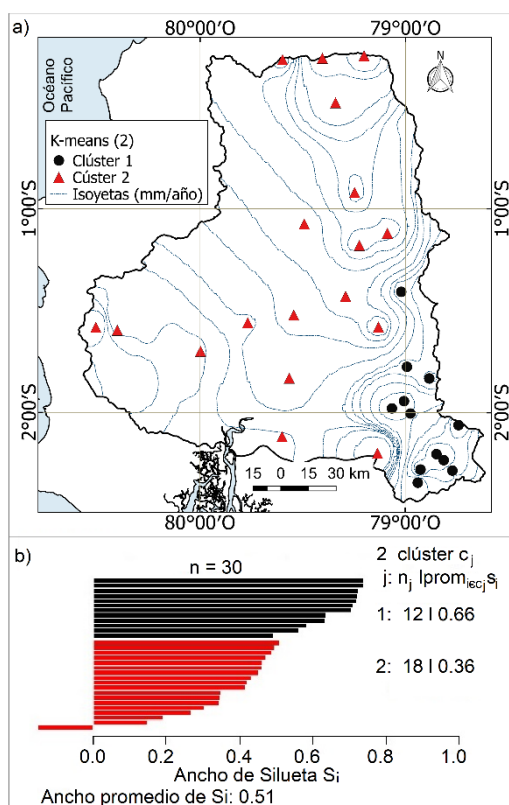 a)
80°00'O
79°00'O
Océano
Pacífico
N
K-means (2)
Clúster 1
Cúster 2
Isoyetas (mm/año)
1°00'S
1°00'S
2°00'S
2°00'S
15 0 15 30 km
80°00'O
79°00'O
b)
n = 30
2 clúster cj
j: nj Iprom i∈cj si
1: 12 I 0.66
2: 18 I 0.36
0.0 0.2 0.4 0.6 0.8 1.0
Ancho de Silueta Si
Ancho promedio de Si: 0.51